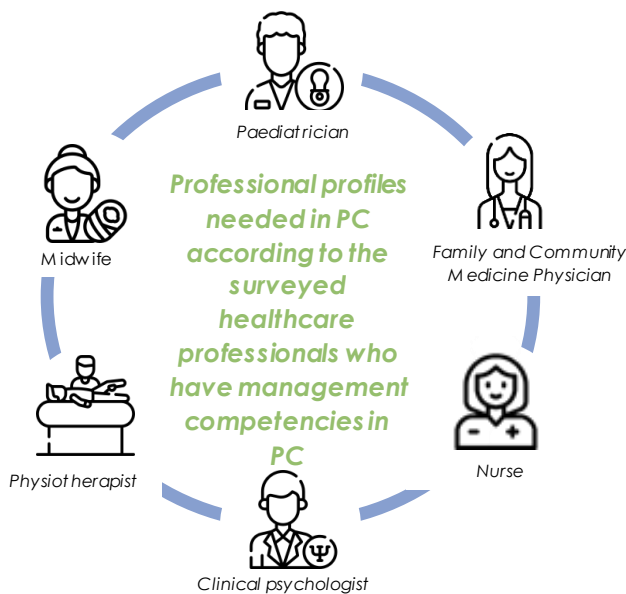 Paediatrician
Professional profiles
needed in PC
according to the
surveyed
healthcare
professionals who
have management
competencies in
PC
Family and Community
Medicine Physician
Nurse
Clinical psychologist
Physiotherapist
Midwife